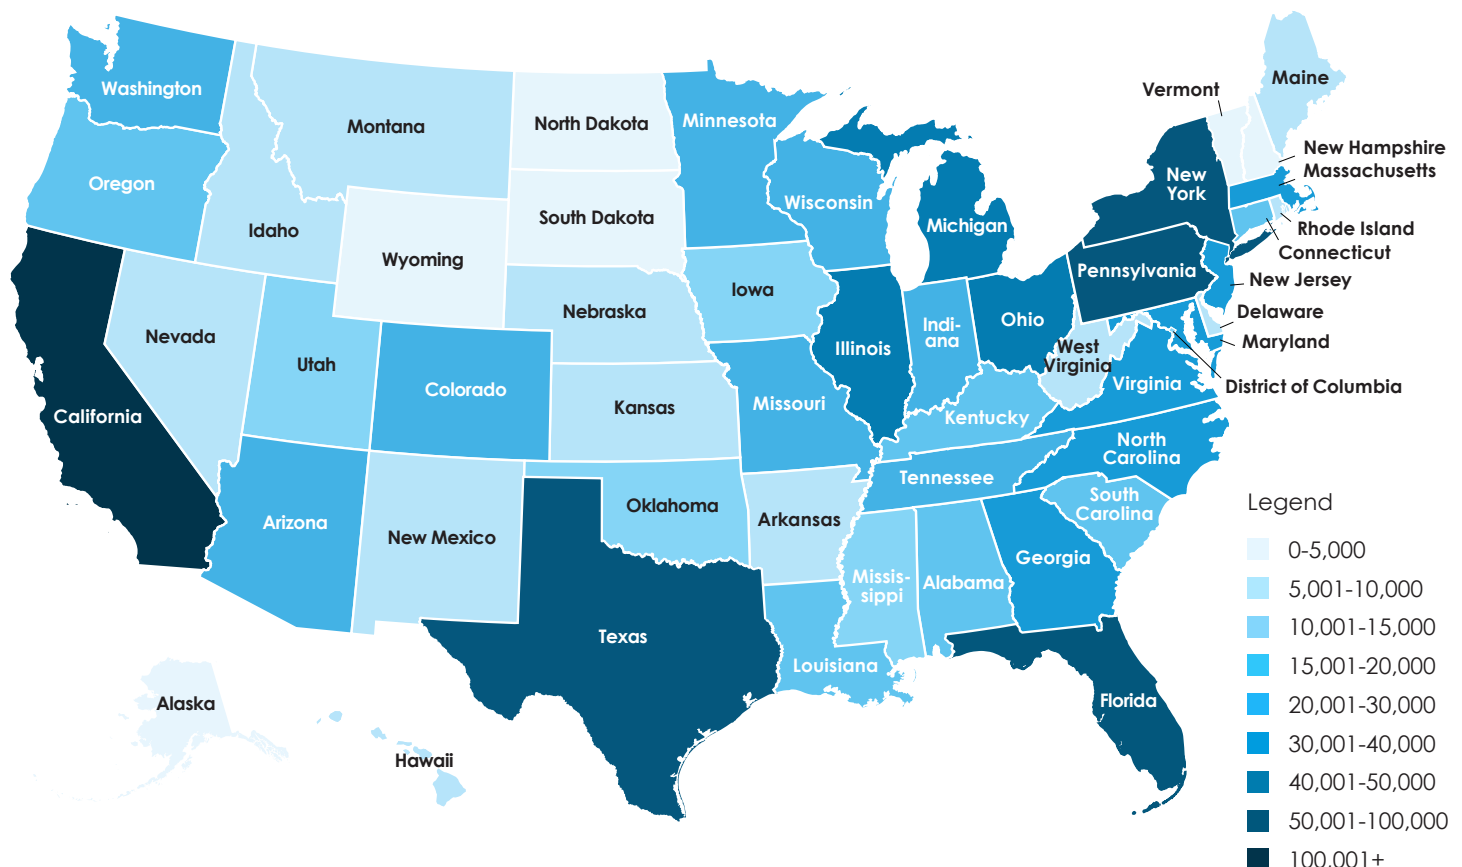 Maine
Washington
Vermont
Minnesota
North Dakota
Montana
New Hampshire
Massachusetts
New
York
Oregon
Wisconsin
South Dakota
Michigan
Rhode Island
Idaho
Connecticut
Wyoming
Pennsylvania
New Jersey
Iowa
Nebraska
Delaware
Ohio
Nevada
Indi-
ana
Illinois
Maryland
West
Virginia
Utah
Virginia
District of Columbia
Colorado
Missouri
Kansas
California
Kentucky
North
Carolina
Tennessee
South
Carolina
Oklahoma
Arkansas
Arizona
New Mexico
Georgia
Missis-
sippi
Alabama
Texas
Louisiana
Florida
Alaska
Hawaii
Legend
0-5,000
5,001-10,000
10,001-15,000
15,001-20,000
20,001-30,000
30,001-40,000
40,001-50,000
50,001-100,000
100,001+